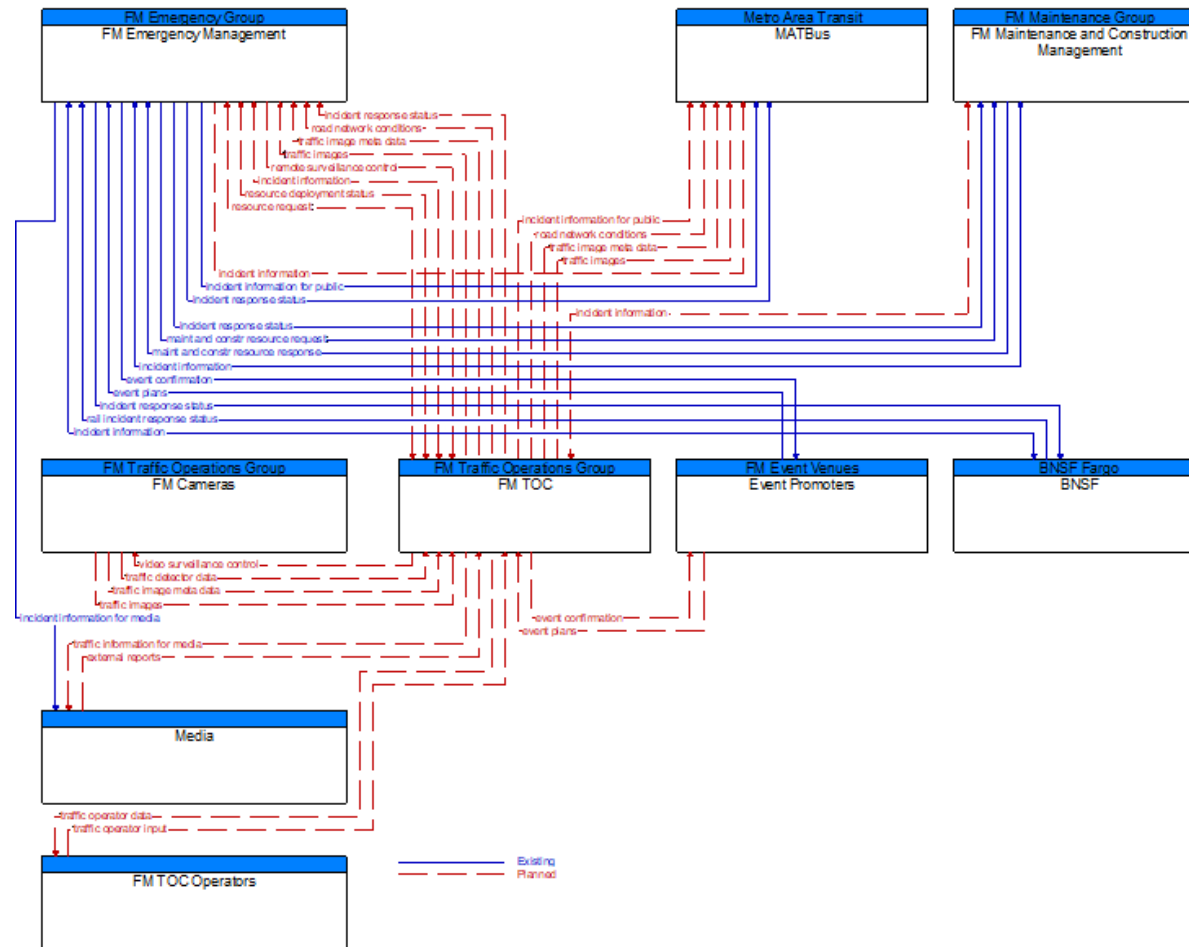 FM Emergency Group
FM Emergency Management
Metro Area Transit
MATBus
FM Maintenance Group
FM Maintenance and Construction
Management
incident response status
road network conditions
traffic image meta data
traffic images
remote surveillance control
incident information
resource deployment status
resource request
incident information for public
road network conditions
traffic image meta data
traffic images
incident information
incident information for public
incident response status
incident information
incident response status
maint and constr resource request
maint and constr resource response
incident information
event confirmation
event plans
incident response status
rail incident response status
incident information
FM Traffic Operations Group
FM Cameras
FM Traffic Operations Group
FM TOC
FM Event Venues
Event Promoters
BNSF Fargo
BNSF
video surveillance control
traffic detector data
traffic image meta data
traffic images
event confirmation
event plans
incident information for media
traffic information for media
external reports
Media
traffic operator data
traffic operator input
FM TOC Operators
Existing
Planned